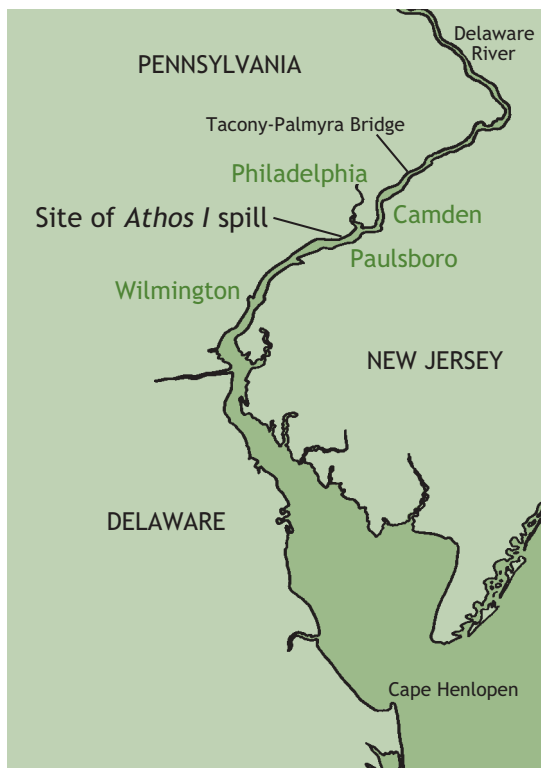 Delaware
River
PENNSYLVANIA
Tacony-Palmyra Bridge
Philadelphia
Camden
Site of Athos I spill
Paulsboro
Wilmington
NEW JERSEY
DELAWARE
Cape Henlopen